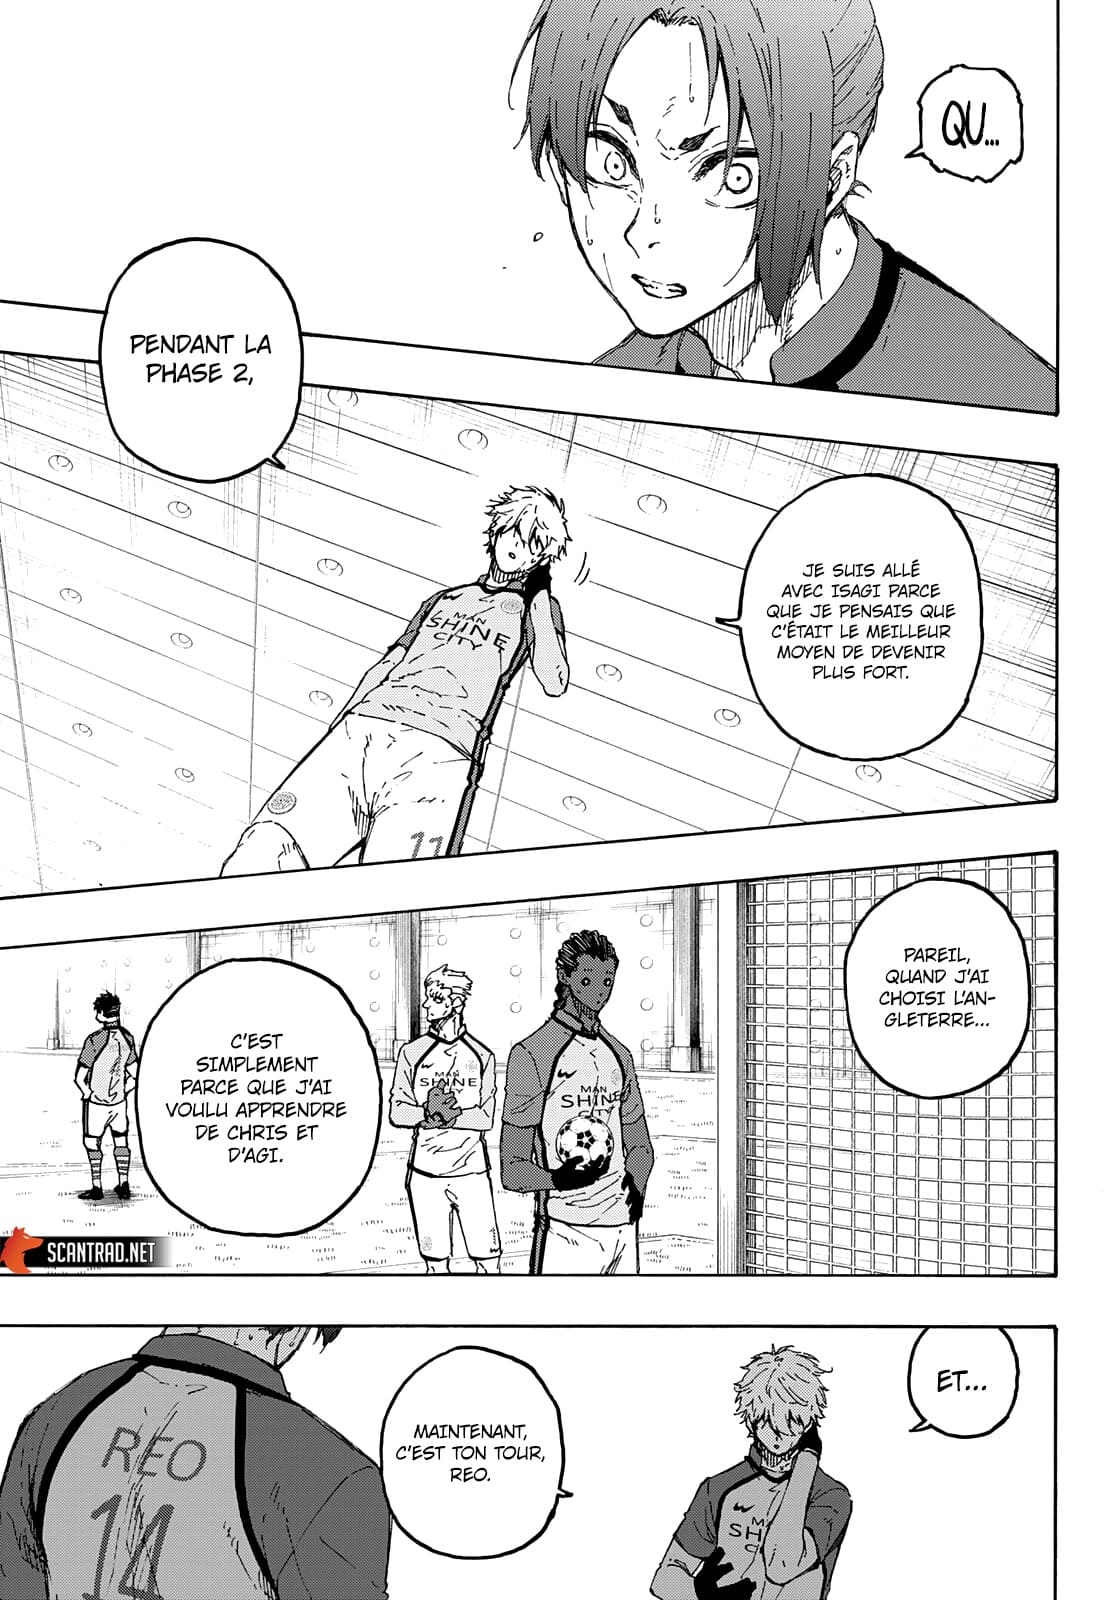 QU...
PENDANT LA
PHASE 2,
JE SUIS ALLÉ
AVEC ISAGI PARCE
QUE JE PENSAIS QUE
C'ÉTAIT LE MEILLEUR
MOYEN DE DEVENIR
PLUS FORT.
MAN
SHINE
CITY
11
PAREIL,
QUAND J'AI
CHOISI L'AN-
GLETERRE...
C'EST
SIMPLEMENT
PARCE QUE J'AI
VOULU APPRENDRE
DE CHRIS ET
D'AGI.
MAN
SHINE
CITY
MAN
SHINE
CITY
SCANTRAD.NET
ET...
MAINTENANT,
C'EST TON TOUR,
REO.
REO
14
MA
SHI
C